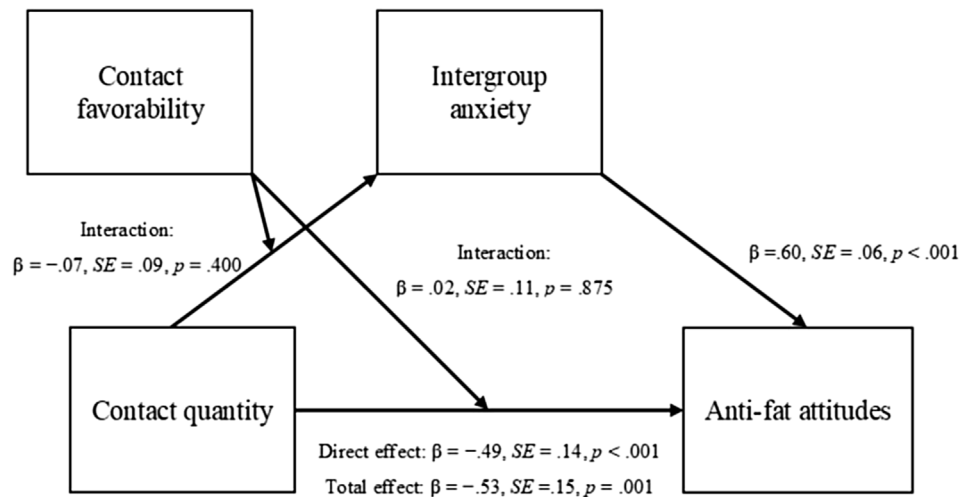 Contact
favorability
Intergroup
anxiety
Interaction:
β = −.07, SE = .09, p = .400
Interaction:
β = .02, SE = .11, p = .875
β =.60, SE = .06, p < .001
Contact quantity
Anti-fat attitudes
Direct effect: β = −.49, SE = .14, p < .001
Total effect: β = −.53, SE =.15, p = .001